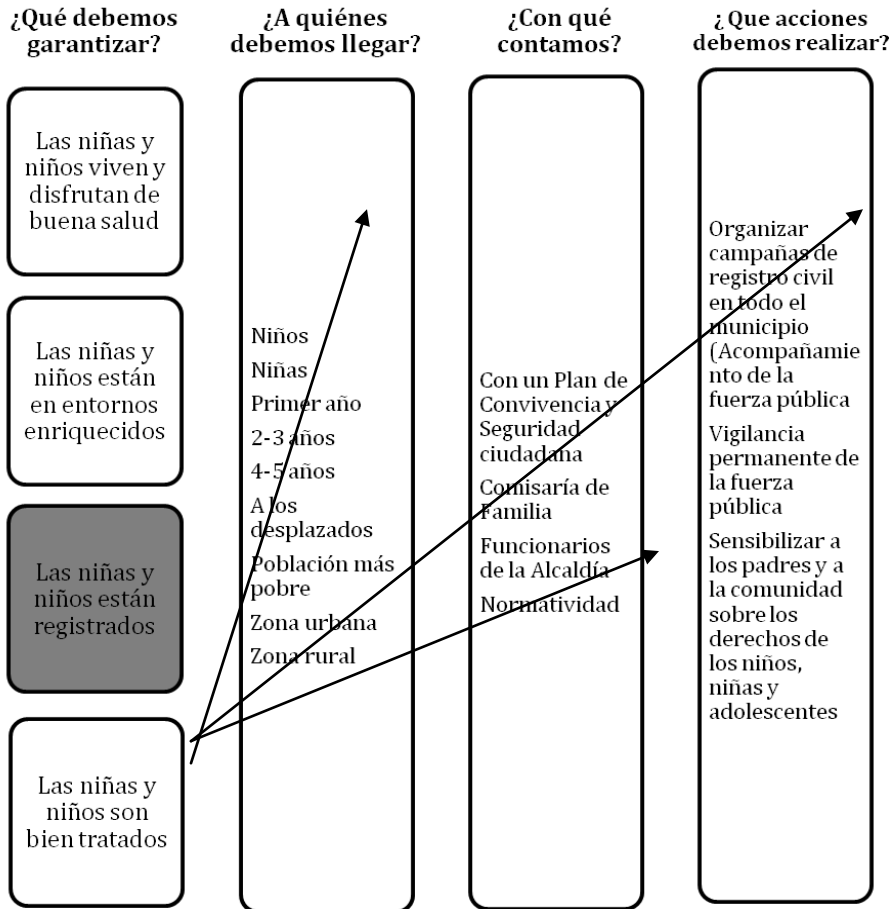 ¿Qué debemos
garantizar?
Las niñas y
niños viven y
disfrutan de
buena salud
Las niñas y
niños están
en entornos
enriquecidos
Las niñas y
niños están
registrados
Las niñas y
niños son
bien tratados
¿A quiénes
debemos llegar?
Niños
Niñas
Primer año
2-3 años
4-5 años
A los
desplazados
Población más
pobre
Zona urbana
Zona rural
¿Con qué
contamos?
Con un Plan de
Convivencia y
Seguridad
ciudadana
Comisaría de
Familia
Funcionarios
de la Alcaldía
Normatividad
¿Que acciones
debemos realizar?
Organizar
campañas de
registro civil
en todo el
municipio
(Acompañamie
nto de la
fuerza pública
Vigilancia
permanente de
la fuerza
pública
Sensibilizar a
los padres y a
la comunidad
sobre los
derechos de
los niños,
niñas y
adolescentes